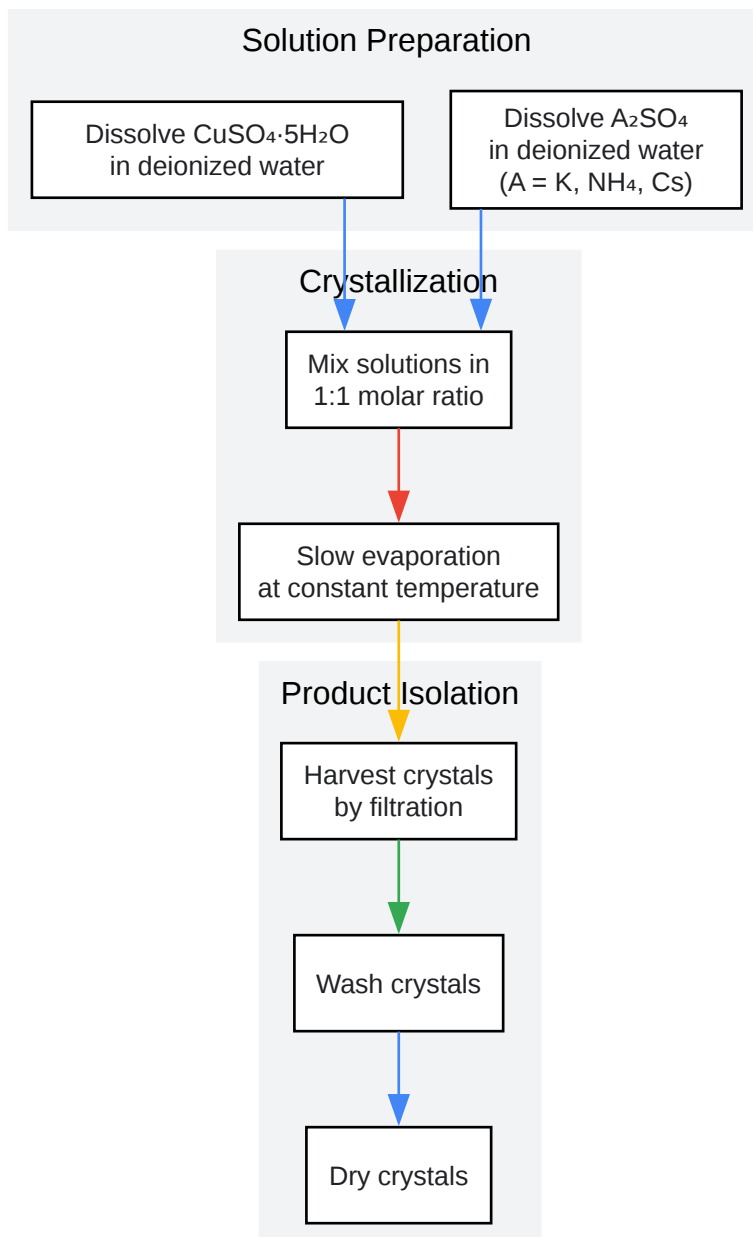 Solution Preparation
Dissolve CuSO₄·5H₂O
in deionized water
Dissolve A₂SO₄
in deionized water
(A = K, NH₄, Cs)
Crystallization
Mix solutions in
1:1 molar ratio
Slow evaporation
at constant temperature
Product Isolation
Harvest crystals
by filtration
Wash crystals
Dry crystals